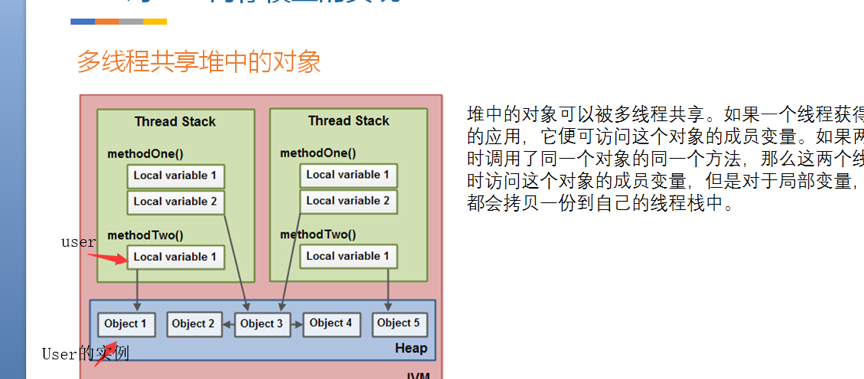 多线程共享堆中的对象
Thread Stack
methodOne()
Local variable 1
Local variable 2
methodTwo()
Local variable 1
Thread Stack
methodOne()
Local variable 1
Local variable 2
methodTwo()
Local variable 1
user
Object 1
Object 2
Object 3
Object 4
Object 5
Heap
User的实例
JVM
堆中的对象可以被多线程共享。如果一个线程获得
的应用，它便可访问这个对象的成员变量。如果两
时调用了同一个对象的同一个方法，那么这两个线
时访问这个对象的成员变量，但是对于局部变量，
都会拷贝一份到自己的线程栈中。